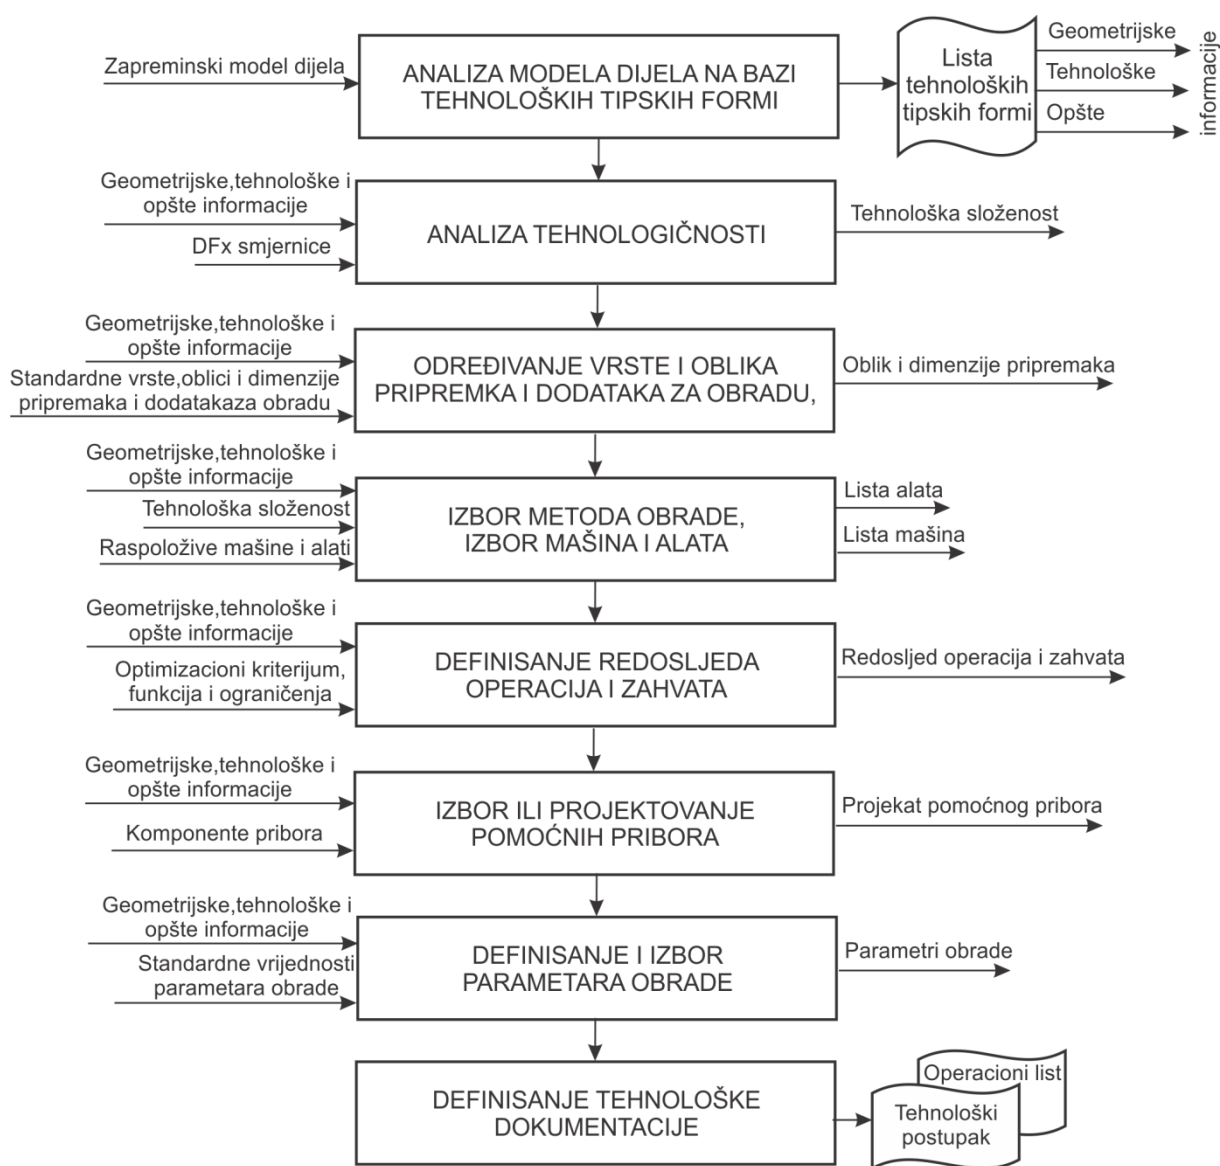 Zapreminski model dijela
ANALIZA MODELA DIJELA NA BAZI
TEHNOLOŠKIH TIPSKIH FORMI
Lista
tehnoloških
tipskih formi
Geometrijske
Tehnološke
Opšte
informacije
Geometrijske,tehnološke i
opšte informacije
DFx smjernice
ANALIZA TEHNOLOGIČNOSTI
Tehnološka složenost
Geometrijske,tehnološke i
opšte informacije
Standardne vrste,oblici i dimenzije
pripremaka i dodatakaza obradu
ODREĐIVANJE VRSTE I OBLIKA
PRIPREMKA I DODATAKA ZA OBRADU,
Oblik i dimenzije pripremaka
Geometrijske,tehnološke i
opšte informacije
Tehnološka složenost
Raspoložive mašine i alati
IZBOR METODA OBRADE,
IZBOR MAŠINA I ALATA
Lista alata
Lista mašina
Geometrijske,tehnološke i
opšte informacije
Optimizacioni kriterijum,
funkcija i ograničenja
DEFINISANJE REDOSLJEDA
OPERACIJA I ZAHVATA
Redosljed operacija i zahvata
Geometrijske,tehnološke i
opšte informacije
Komponente pribora
IZBOR ILI PROJEKTOVANJE
POMOĆNIH PRIBORA
Projekat pomoćnog pribora
Geometrijske,tehnološke i
opšte informacije
Standardne vrijednosti
parametara obrade
DEFINISANJE I IZBOR
PARAMETARA OBRADE
Parametri obrade
DEFINISANJE TEHNOLOŠKE
DOKUMENTACIJE
Operacioni list
Tehnološki
postupak